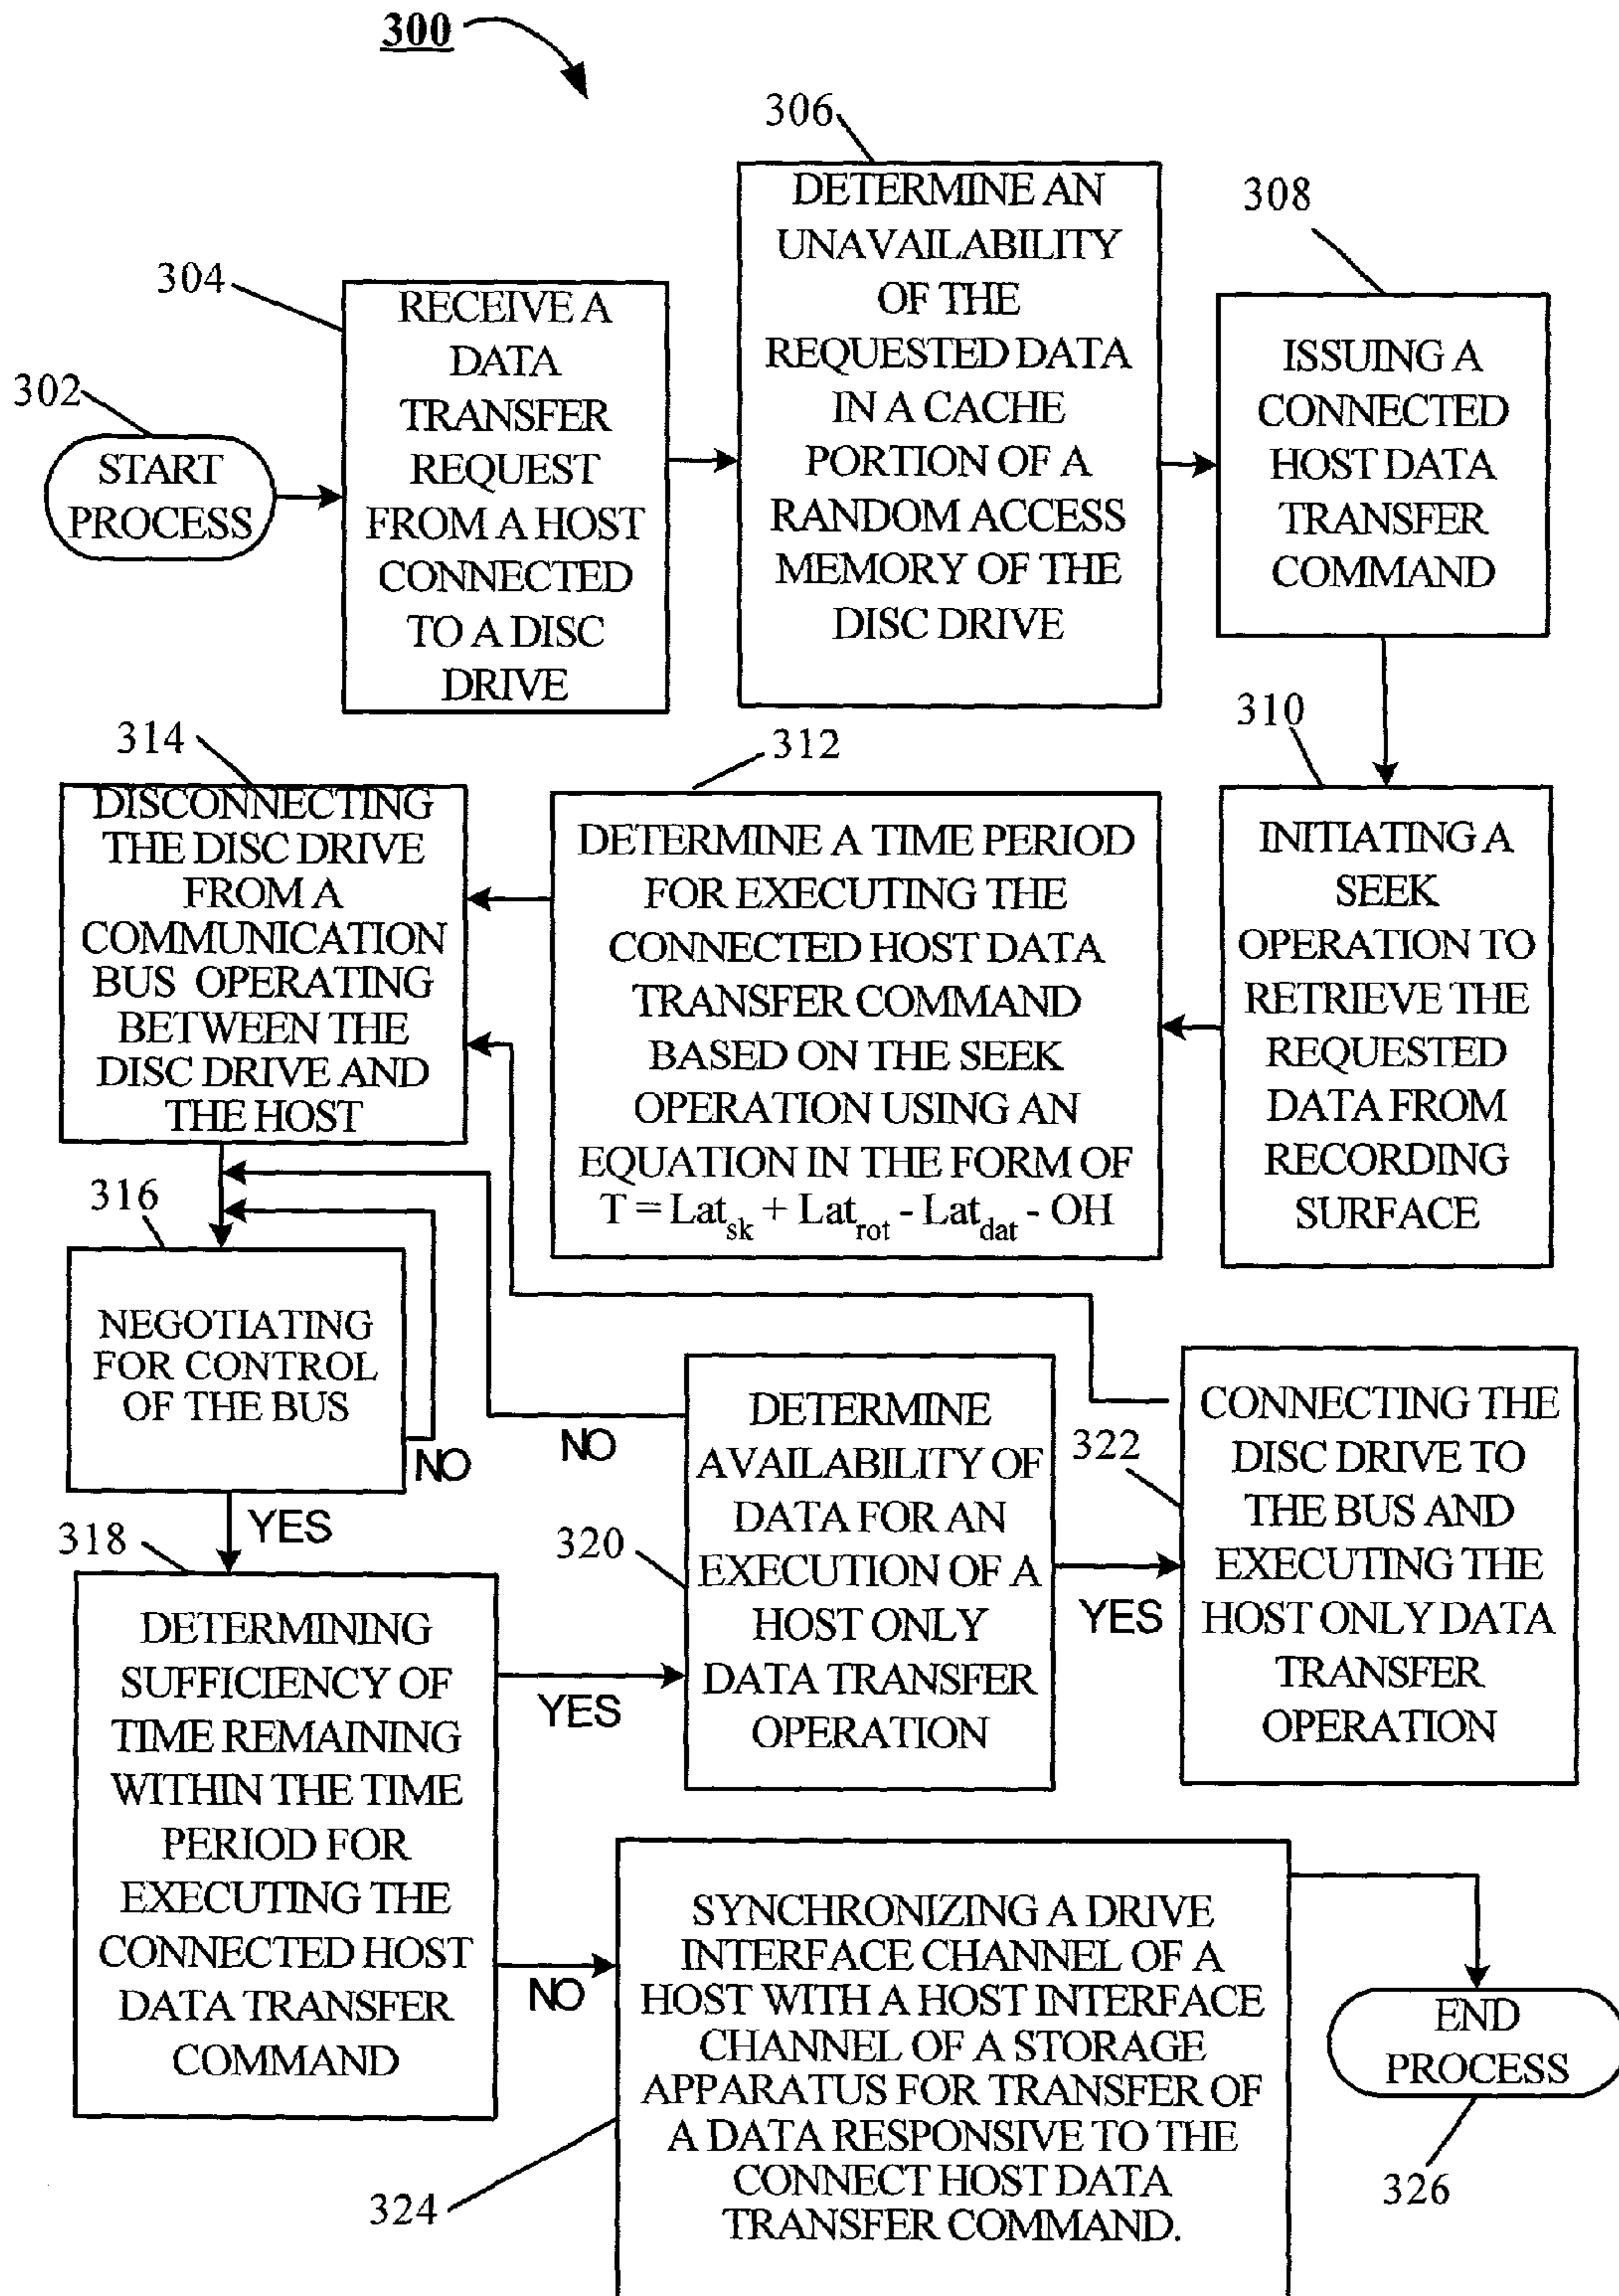 300
306
DETERMINE AN
UNAVAILABILITY
OF THE
REQUESTED DATA
IN A CACHE
PORTION OF A
RANDOM ACCESS
MEMORY OF THE
DISC DRIVE
308
304
RECEIVE A
DATA
TRANSFER
REQUEST
FROM A HOST
CONNECTED
TO A DISC
DRIVE
ISSUING A
CONNECTED
HOST DATA
TRANSFER
COMMAND
302
START
PROCESS
314
DISCONNECTING
THE DISC DRIVE
FROM A
COMMUNICATION
BUS OPERATING
BETWEEN THE
DISC DRIVE AND
THE HOST
312
DETERMINE A TIME PERIOD
FOR EXECUTING THE
CONNECTED HOST DATA
TRANSFER COMMAND
BASED ON THE SEEK
OPERATION USING AN
EQUATION IN THE FORM OF
T = Lat_sk + Lat_rot - Lat_dat - OH
310
INITIATING A
SEEK
OPERATION TO
RETRIEVE THE
REQUESTED
DATA FROM
RECORDING
SURFACE
316
NEGOTIATING
FOR CONTROL
OF THE BUS
NO
YES
318
DETERMINING
SUFFICIENCY OF
TIME REMAINING
WITHIN THE TIME
PERIOD FOR
EXECUTING THE
CONNECTED HOST
DATA TRANSFER
COMMAND
YES
NO
NO
320
DETERMINE
AVAILABILITY OF
DATA FOR AN
EXECUTION OF A
HOST ONLY
DATA TRANSFER
OPERATION
YES
322
CONNECTING THE
DISC DRIVE TO
THE BUS AND
EXECUTING THE
HOST ONLY DATA
TRANSFER
OPERATION
324
SYNCHRONIZING A DRIVE
INTERFACE CHANNEL OF A
HOST WITH A HOST INTERFACE
CHANNEL OF A STORAGE
APPARATUS FOR TRANSFER OF
A DATA RESPONSIVE TO THE
CONNECT HOST DATA
TRANSFER COMMAND.
END
PROCESS
326